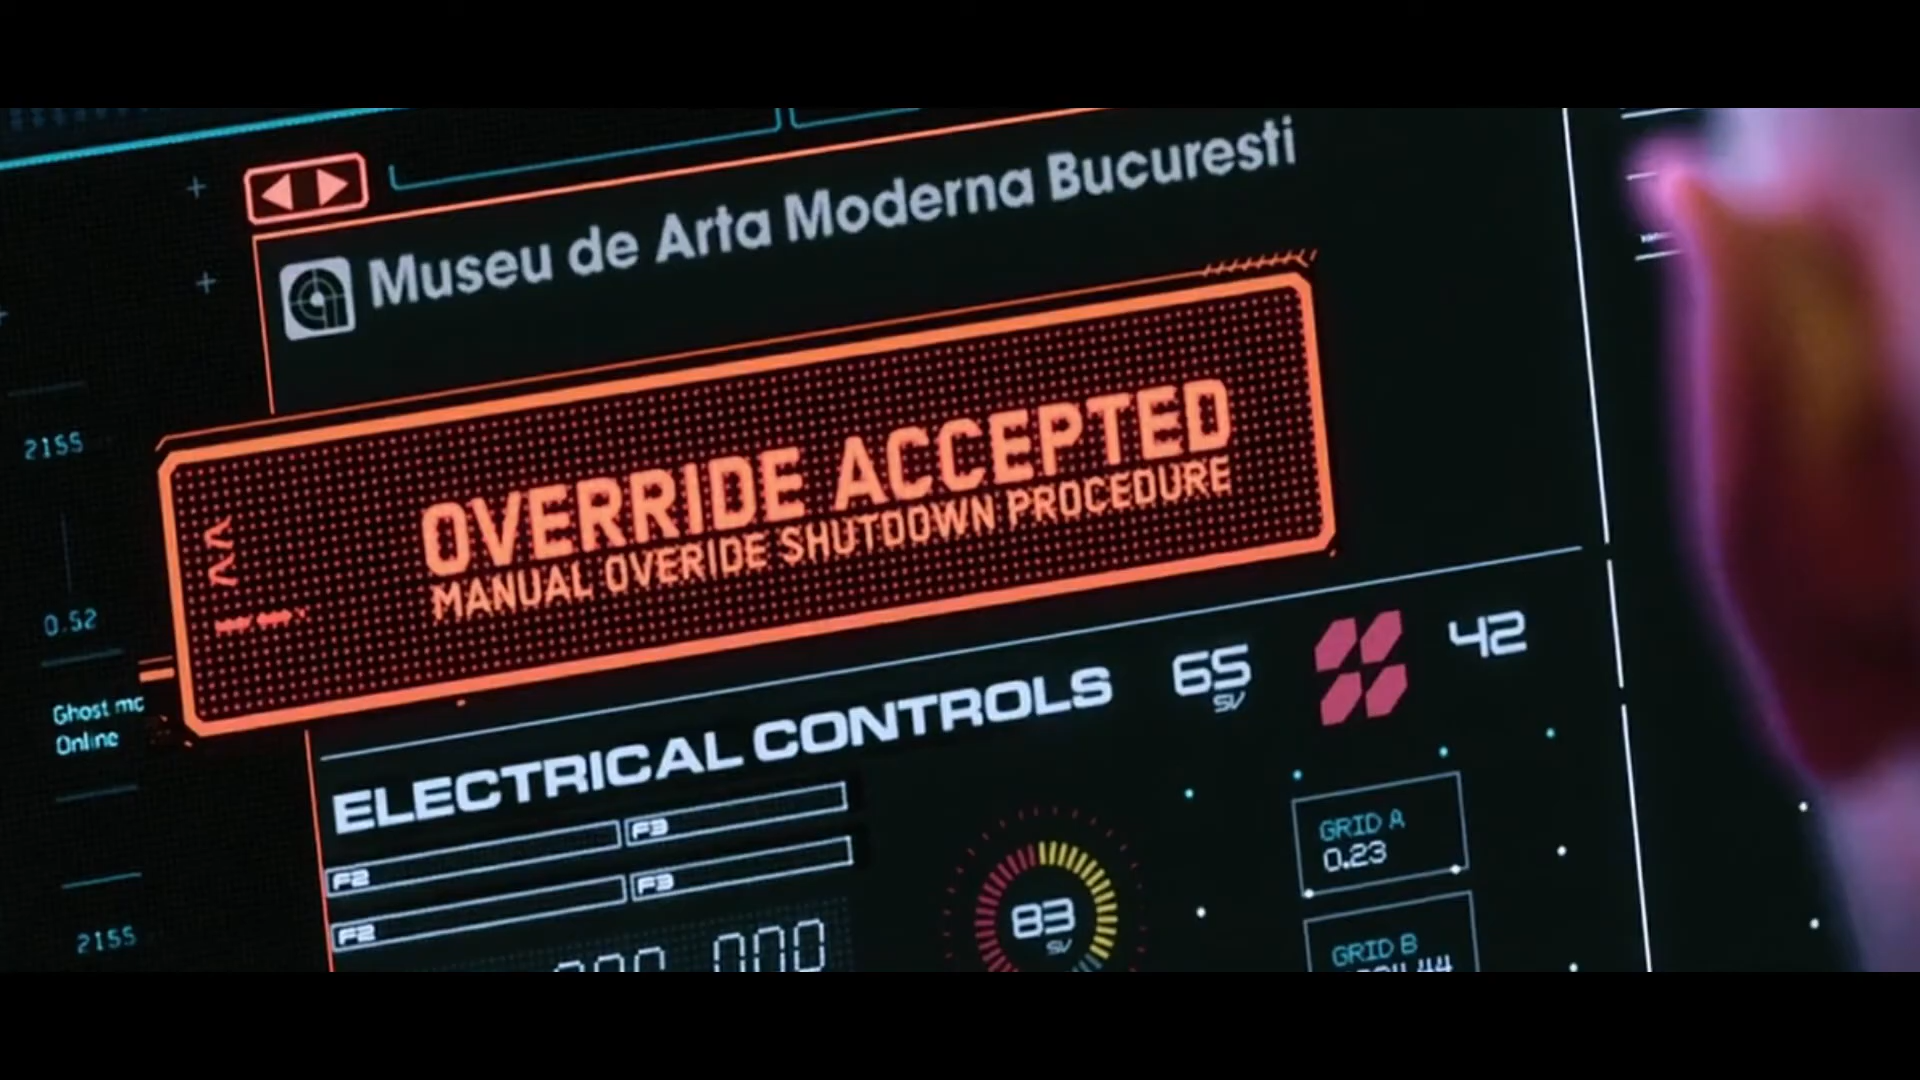 Museu de Arta Moderna Bucuresti
OVERRIDE ACCEPTED
MANUAL OVERIDE SHUTDOWN PROCEDURE
2155
0.52
Ghost mc
Online
2155
ELECTRICAL CONTROLS
65
SV
42
F2
F3
F2
F3
000
83
SV
GRID A
0.23
GRID B